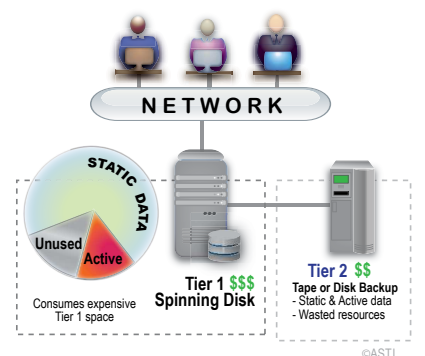 NETWORK
STATIC DATA
Unused
Active
Consumes expensive
Tier 1 space
Tier 1 $$$
Spinning Disk
Tier 2 $$
Tape or Disk Backup
- Static & Active data
- Wasted resources
©ASTI